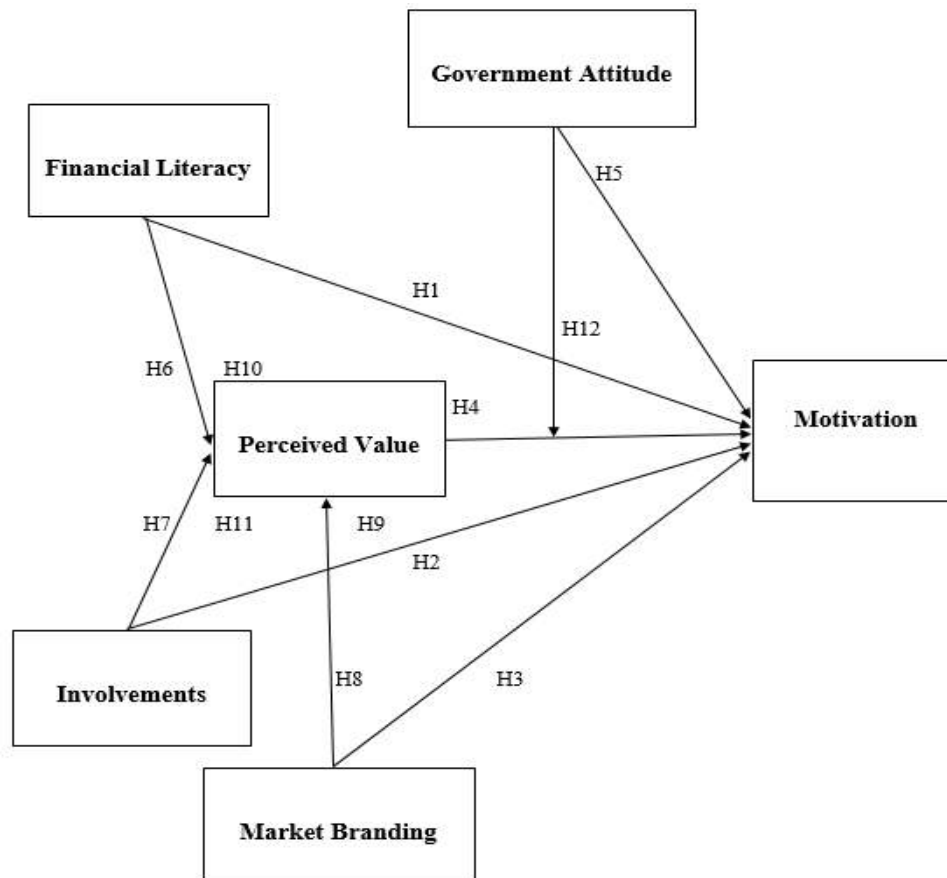 Government Attitude
Financial Literacy
H5
H1
H12
H6
H10
H4
Motivation
Perceived Value
H7
H11
H9
H2
H8
H3
Involvements
Market Branding